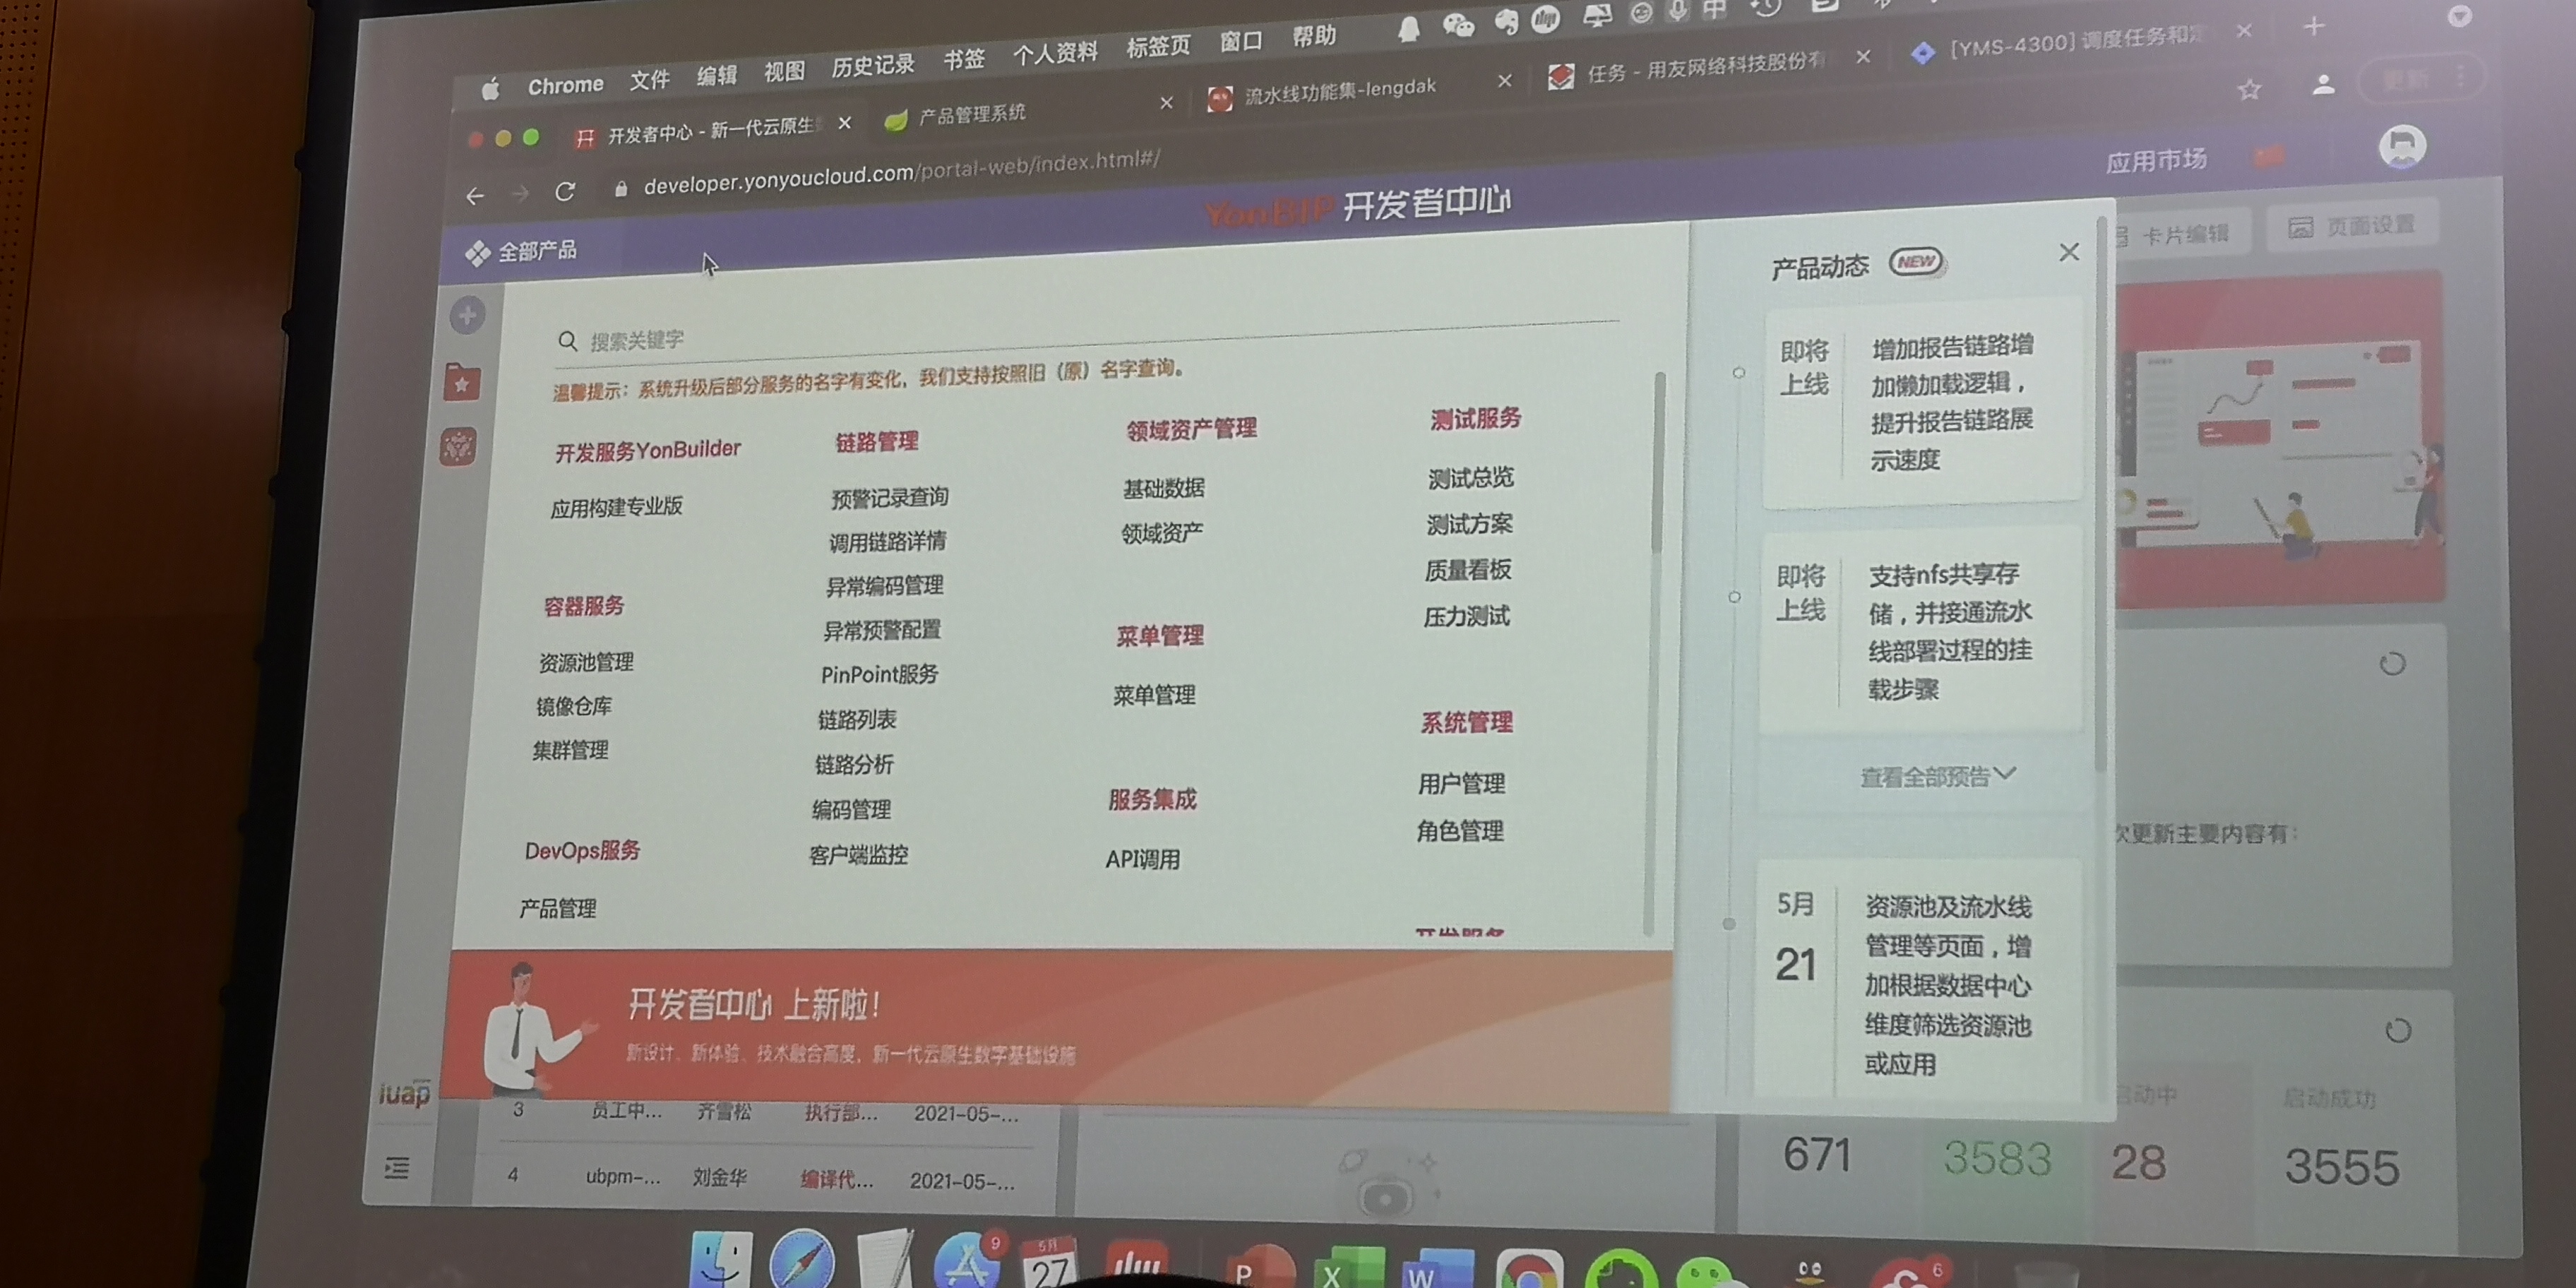 Chrome 文件 编辑 视图 历史记录 书签 个人资料 标签页 窗口 帮助
中
开发者中心 - 新一代云原生
产品管理系统
流水线功能集-lengdak
任务 - 用友网络科技股份有
[YMS-4300] 调度任务和定
developer.yonyoucloud.com/portal-web/index.html#/
更新
全部产品
YonBIP 开发者中心
应用市场
卡片编辑
页面设置
搜索关键字
温馨提示：系统升级后部分服务的名字有变化，我们支持按照旧（原）名字查询。
开发服务YonBuilder
应用构建专业版
容器服务
资源池管理
镜像仓库
集群管理
DevOps服务
产品管理
链路管理
预警记录查询
调用链路详情
异常编码管理
异常预警配置
PinPoint服务
链路列表
链路分析
编码管理
客户端监控
领域资产管理
基础数据
领域资产
菜单管理
菜单管理
服务集成
API调用
测试服务
测试总览
测试方案
质量看板
压力测试
系统管理
用户管理
角色管理
开发服务
产品动态 NEW
即将
上线
增加报告链路增
加懒加载逻辑，
提升报告链路展
示速度
即将
上线
支持nfs共享存
储，并接通流水
线部署过程的挂
载步骤
查看全部预告
5月
21
资源池及流水线
管理等页面，增
加根据数据中心
维度筛选资源池
或应用
次更新主要内容有：
开发者中心 上新啦！
新设计、新体验、技术融合高度，新一代云原生数字基础设施
iuap
3 员工中... 齐雪松 执行部... 2021-05-...
4 ubpm-... 刘金华 编译代... 2021-05-...
启动中
启动成功
671 3583 28 3555
9
5月
27
P
X
W
6